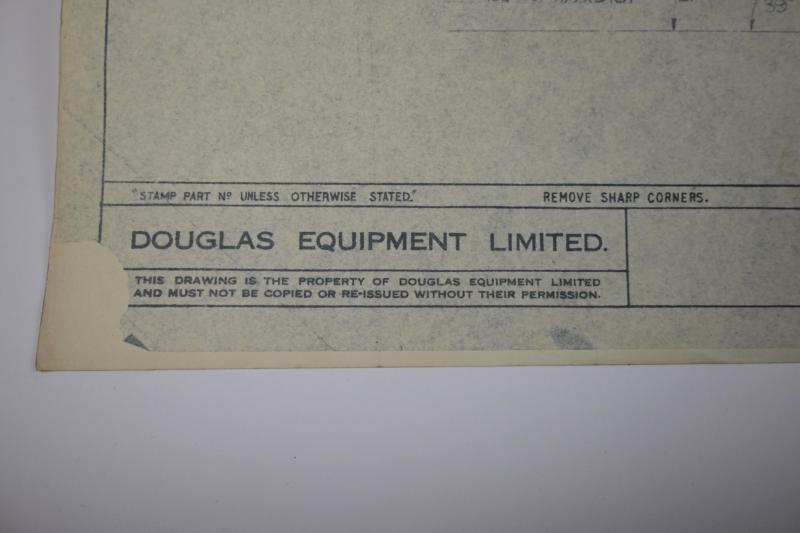 33
"STAMP PART Nº UNLESS OTHERWISE STATED." REMOVE SHARP CORNERS.
DOUGLAS EQUIPMENT LIMITED.
THIS DRAWING IS THE PROPERTY OF DOUGLAS EQUIPMENT LIMITED
AND MUST NOT BE COPIED OR RE-ISSUED WITHOUT THEIR PERMISSION.